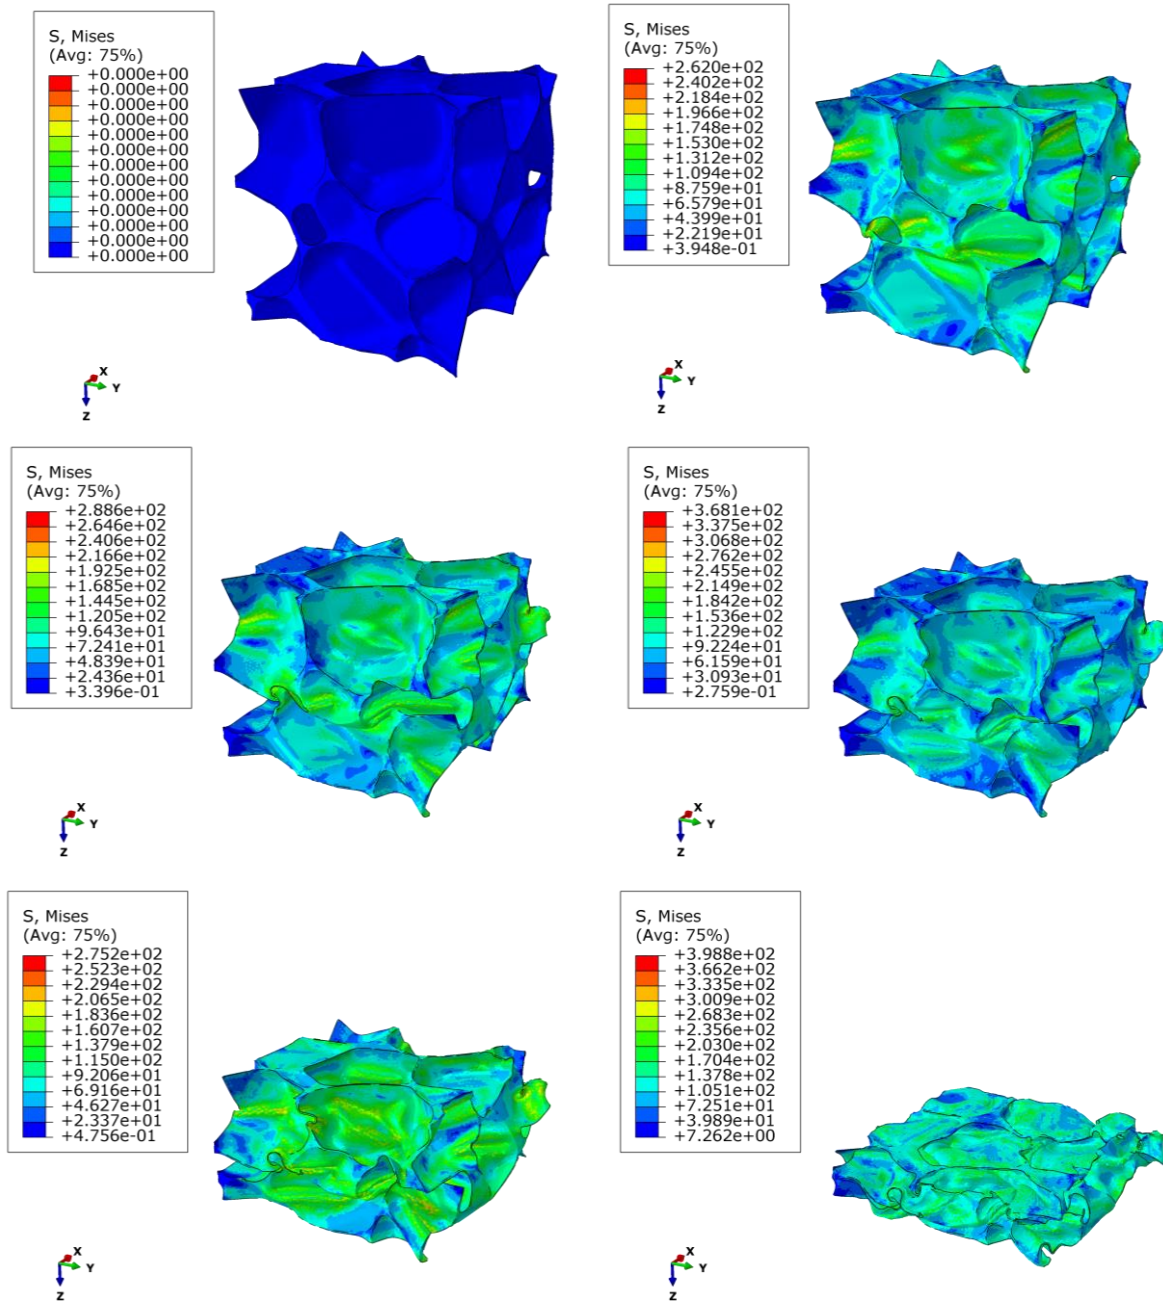 S, Mises
(Avg: 75%)
+0.000e+00
+0.000e+00
+0.000e+00
+0.000e+00
+0.000e+00
+0.000e+00
+0.000e+00
+0.000e+00
+0.000e+00
+0.000e+00
+0.000e+00
+0.000e+00
+0.000e+00
X
Y
Z
S, Mises
(Avg: 75%)
+2.620e+02
+2.402e+02
+2.184e+02
+1.966e+02
+1.748e+02
+1.530e+02
+1.312e+02
+1.094e+02
+8.759e+01
+6.579e+01
+4.399e+01
+2.219e+01
+3.948e-01
X
Y
Z
S, Mises
(Avg: 75%)
+2.886e+02
+2.646e+02
+2.406e+02
+2.166e+02
+1.925e+02
+1.685e+02
+1.445e+02
+1.205e+02
+9.643e+01
+7.241e+01
+4.839e+01
+2.436e+01
+3.396e-01
X
Y
Z
S, Mises
(Avg: 75%)
+3.681e+02
+3.375e+02
+3.068e+02
+2.762e+02
+2.455e+02
+2.149e+02
+1.842e+02
+1.536e+02
+1.229e+02
+9.224e+01
+6.159e+01
+3.093e+01
+2.759e-01
X
Y
Z
S, Mises
(Avg: 75%)
+2.752e+02
+2.523e+02
+2.294e+02
+2.065e+02
+1.836e+02
+1.607e+02
+1.379e+02
+1.150e+02
+9.206e+01
+6.916e+01
+4.627e+01
+2.337e+01
+4.756e-01
X
Y
Z
S, Mises
(Avg: 75%)
+3.988e+02
+3.662e+02
+3.335e+02
+3.009e+02
+2.683e+02
+2.356e+02
+2.030e+02
+1.704e+02
+1.378e+02
+1.051e+02
+7.251e+01
+3.989e+01
+7.262e+00
X
Y
Z